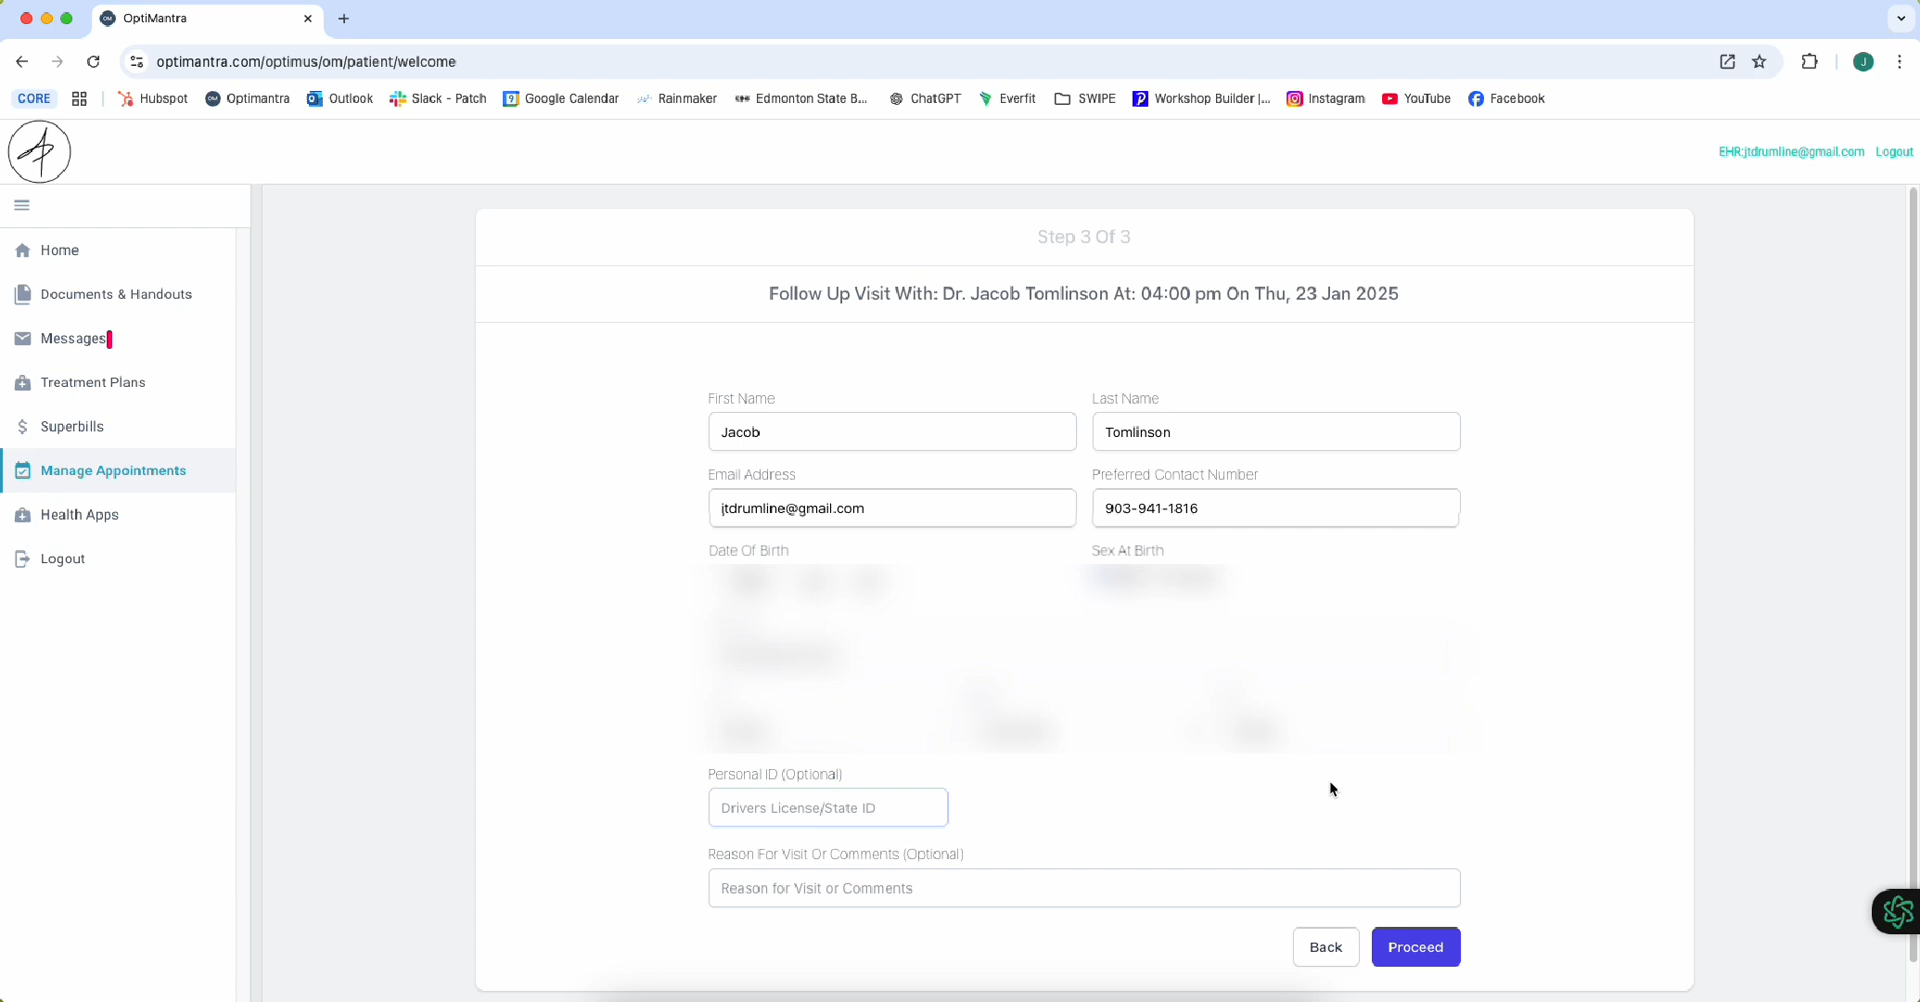 OptiMantra
optimantra.com/optimus/om/patient/welcome
J
CORE
Hubspot
Optimantra
Outlook
Slack - Patch
Google Calendar
Rainmaker
Edmonton State B...
ChatGPT
Everfit
SWIPE
Workshop Builder |...
Instagram
YouTube
Facebook
EHR:jtdrumline@gmail.com Logout
Home
Documents & Handouts
Messages
Treatment Plans
Superbills
Manage Appointments
Health Apps
Logout
Step 3 Of 3
Follow Up Visit With: Dr. Jacob Tomlinson At: 04:00 pm On Thu, 23 Jan 2025
First Name
Last Name
Jacob
Tomlinson
Email Address
Preferred Contact Number
jtdrumline@gmail.com
903-941-1816
Date Of Birth
Sex At Birth
Personal ID (Optional)
Drivers License/State ID
Reason For Visit Or Comments (Optional)
Reason for Visit or Comments
Back
Proceed